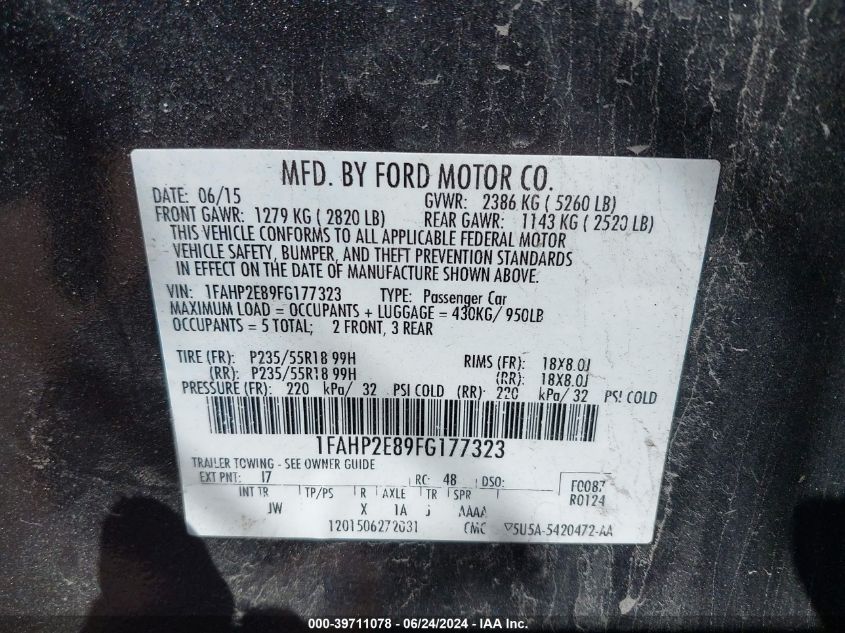 MFD. BY FORD MOTOR CO.
DATE: 06/15 GVWR: 2386 KG ( 5260 LB)
FRONT GAWR: 1279 KG ( 2820 LB) REAR GAWR: 1143 KG ( 2520 LB)
THIS VEHICLE CONFORMS TO ALL APPLICABLE FEDERAL MOTOR
VEHICLE SAFETY, BUMPER, AND THEFT PREVENTION STANDARDS
IN EFFECT ON THE DATE OF MANUFACTURE SHOWN ABOVE.
VIN: 1FAHP2E89FG177323 TYPE: Passenger Car
MAXIMUM LOAD = OCCUPANTS + LUGGAGE = 430KG/ 950LB
OCCUPANTS = 5 TOTAL; 2 FRONT, 3 REAR
TIRE (FR): P235/55R18 99H RIMS (FR): 18X8.0J
(RR): P235/55R18 99H (RR): 18X8.0J
PRESSURE (FR): 220 kPa/ 32 PSI COLD (RR): 220 kPa/ 32 PSI COLD
1FAHP2E89FG177323
TRAILER TOWING - SEE OWNER GUIDE
EXT PNT: I7 RC: 48 DSO: F0087
R0124
INT TR TP/PS R AXLE TR SPR
JW X 1A J AAAA
1201506272031 CMC 5U5A-5420472-AA
000-39711078 - 06/24/2024 - IAA Inc.